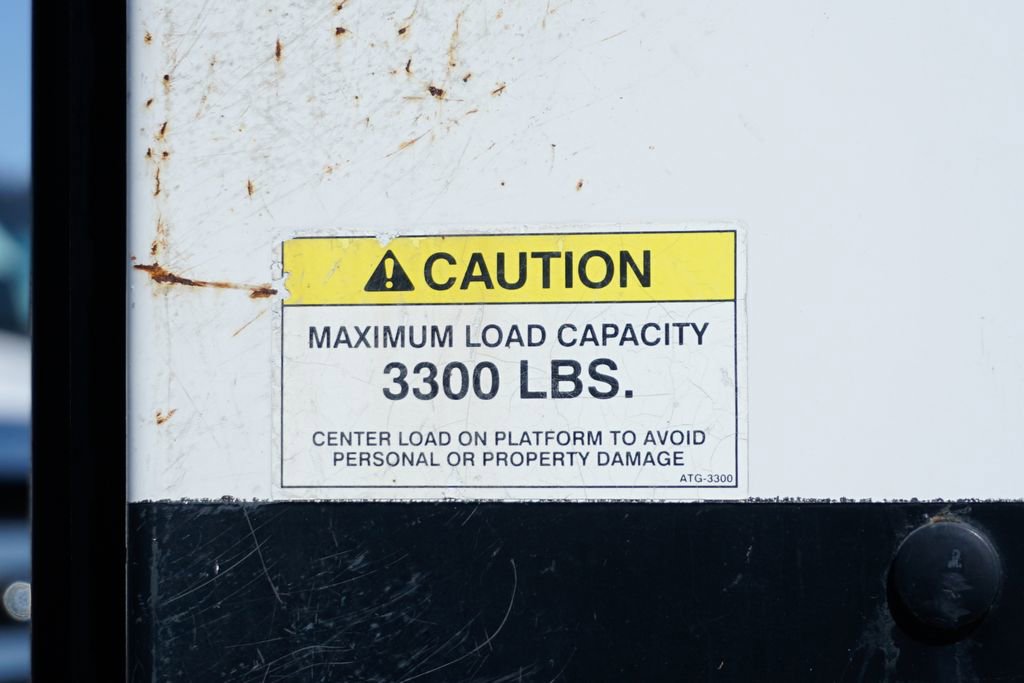 CAUTION
MAXIMUM LOAD CAPACITY
3300 LBS.
CENTER LOAD ON PLATFORM TO AVOID
PERSONAL OR PROPERTY DAMAGE
ATG-3300